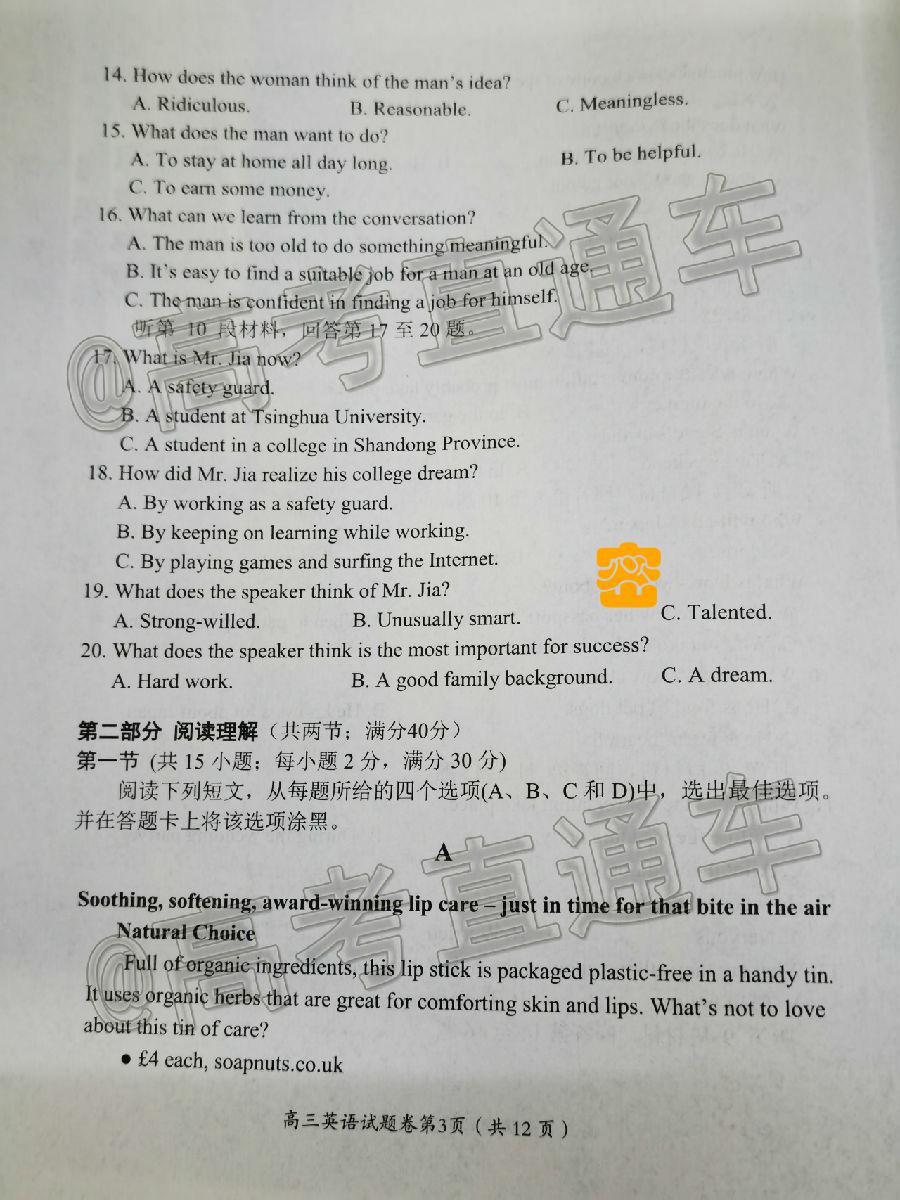 14. How does the woman think of the man's idea?
A. Ridiculous. B. Reasonable. C. Meaningless.
15. What does the man want to do?
A. To stay at home all day long. B. To be helpful.
C. To earn some money.
16. What can we learn from the conversation?
A. The man is too old to do something meaningful.
B. It's easy to find a suitable job for a man at an old age.
C. The man is confident in finding a job for himself.
听第 10 段材料，回答第 17 至 20 题。
17. What is Mr. Jia now?
A. A safety guard.
B. A student at Tsinghua University.
C. A student in a college in Shandong Province.
18. How did Mr. Jia realize his college dream?
A. By working as a safety guard.
B. By keeping on learning while working.
C. By playing games and surfing the Internet.
19. What does the speaker think of Mr. Jia?
A. Strong-willed. B. Unusually smart. C. Talented.
20. What does the speaker think is the most important for success?
A. Hard work. B. A good family background. C. A dream.
第二部分 阅读理解（共两节；满分40分）
第一节 (共 15 小题；每小题 2 分，满分 30 分)
阅读下列短文，从每题所给的四个选项(A、B、C 和 D)中，选出最佳选项。
并在答题卡上将该选项涂黑。
A
Soothing, softening, award-winning lip care – just in time for that bite in the air
Natural Choice
Full of organic ingredients, this lip stick is packaged plastic-free in a handy tin.
It uses organic herbs that are great for comforting skin and lips. What's not to love
about this tin of care?
● £4 each, soapnuts.co.uk
高三英语试题卷第3页（共 12 页）
@高考直通车
@高考直通车